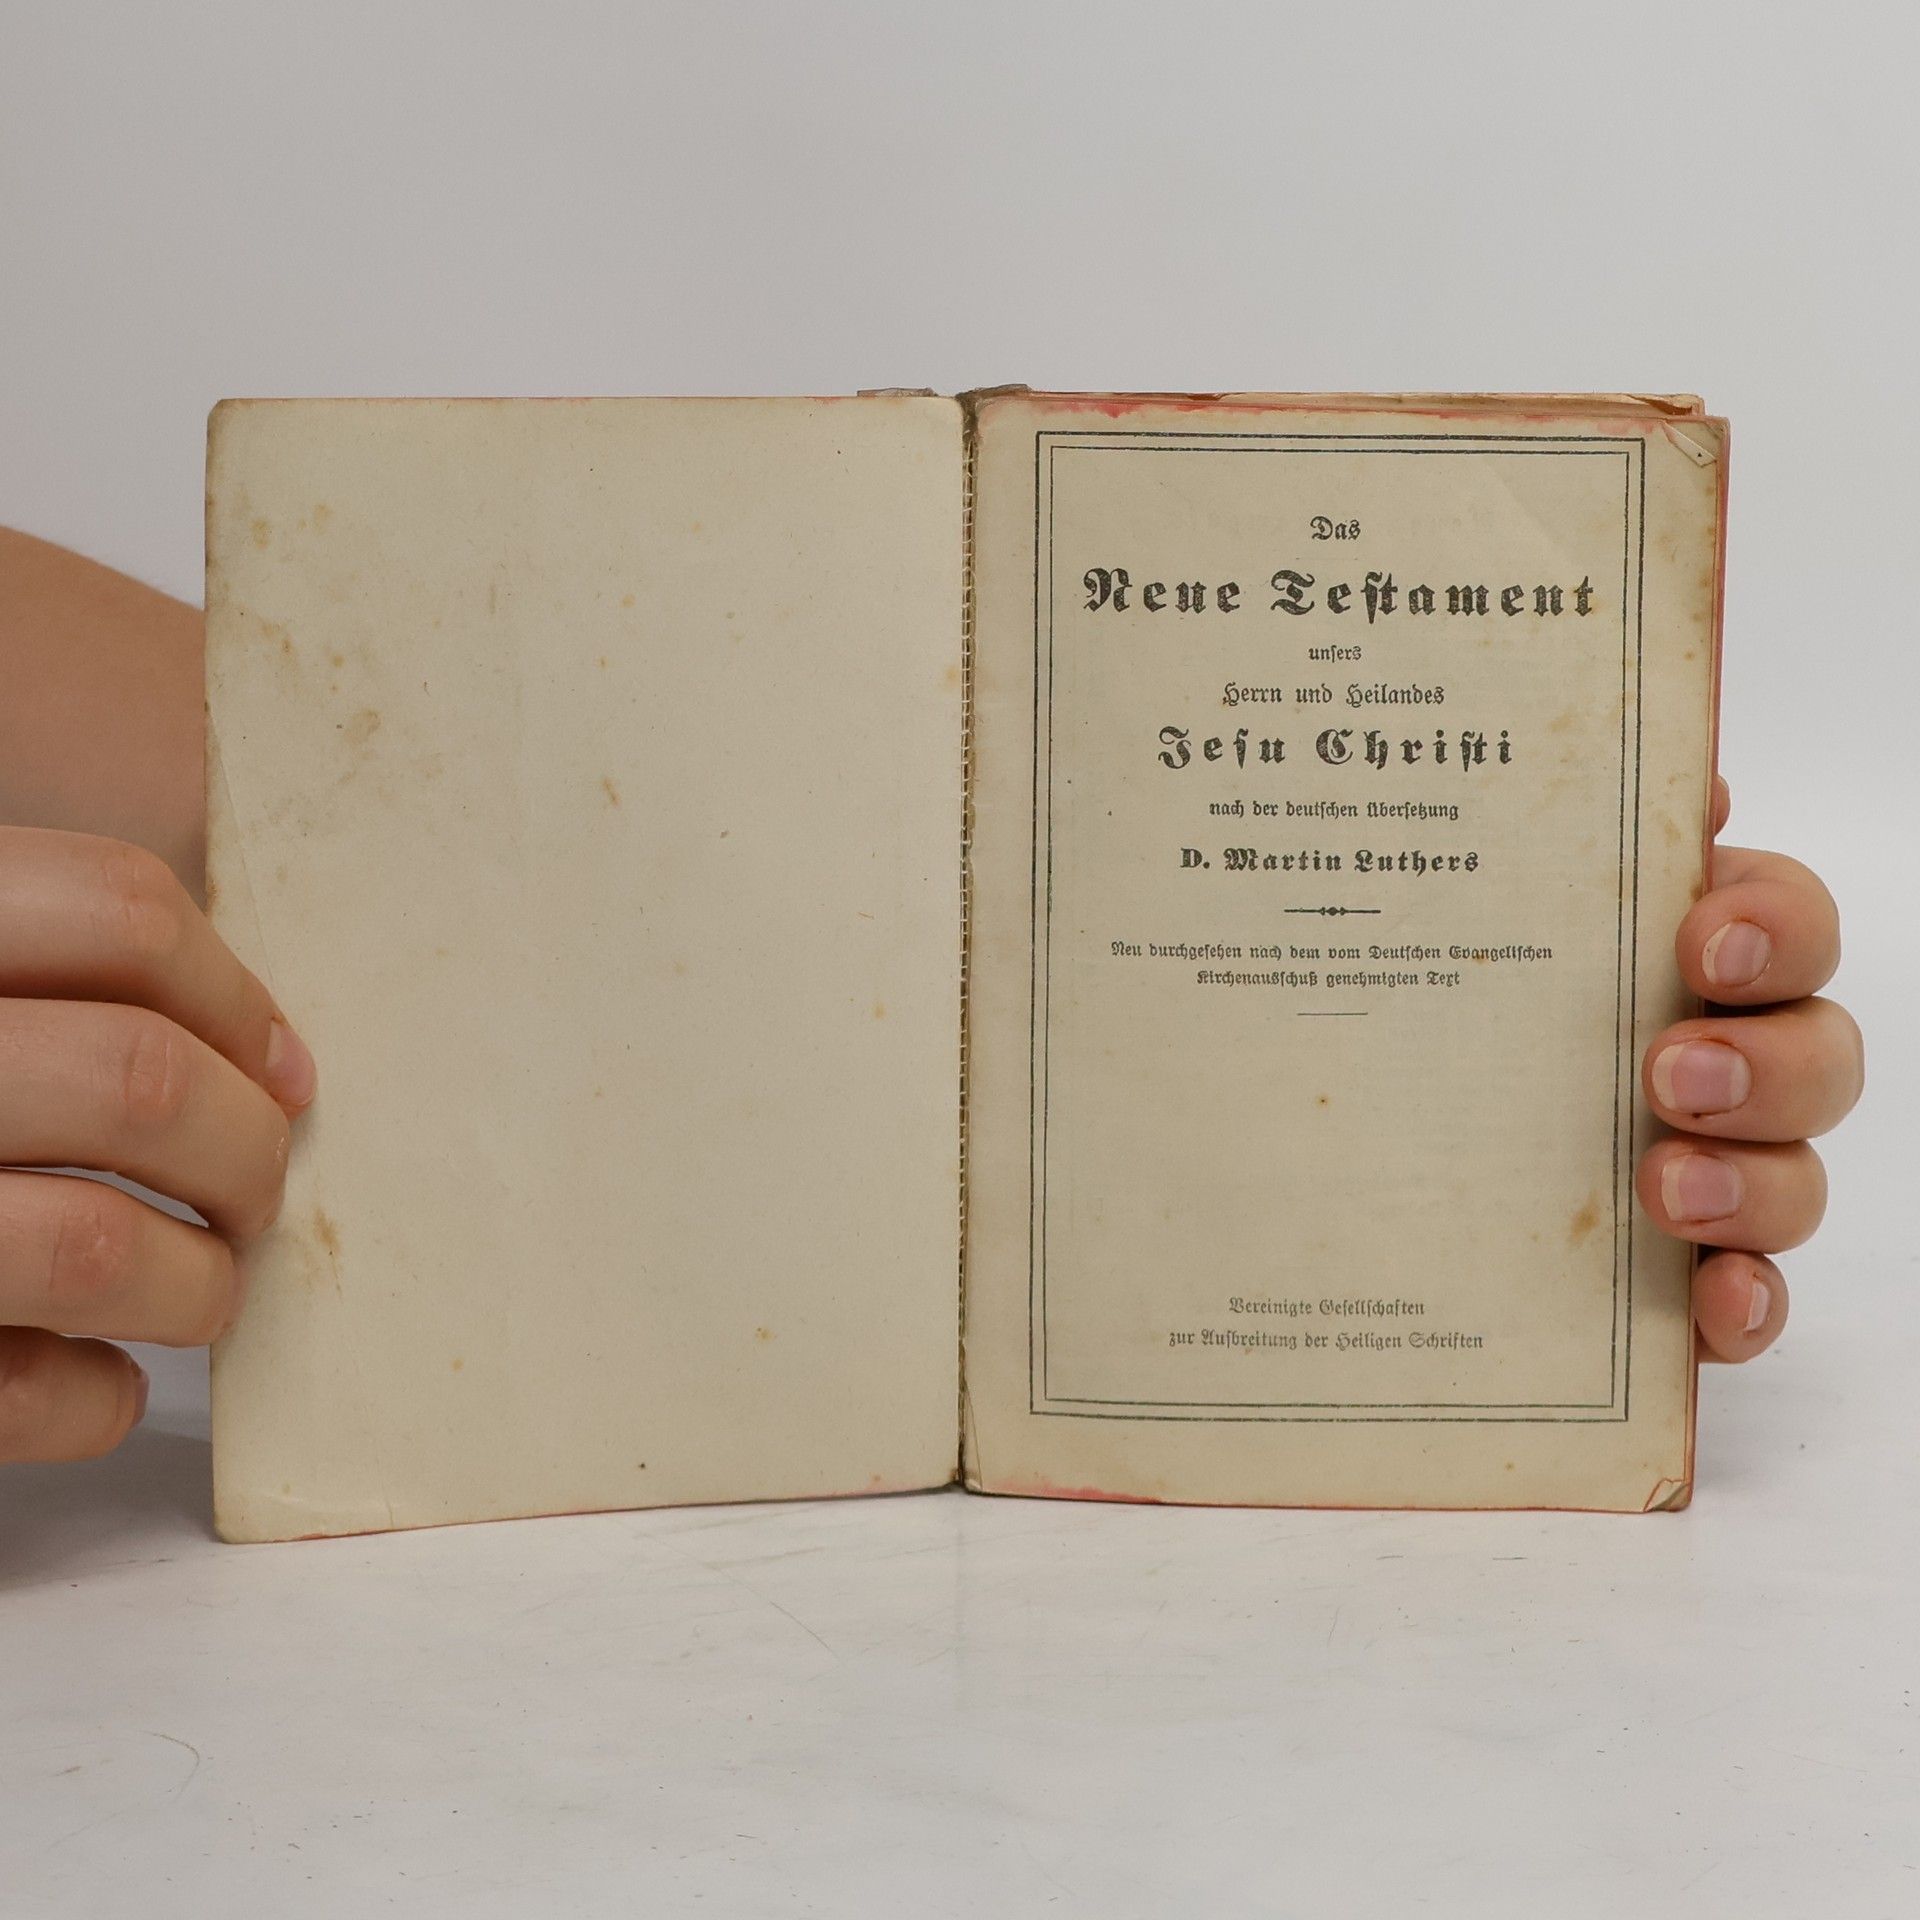 Das
Neue Testament
unsers
Herrn und Heilandes
Jesu Christi
nach der deutschen Übersetzung
D. Martin Luthers
Neu durchgesehen nach dem vom Deutschen Evangelischen
Kirchenausschuß genehmigten Text
Vereinigte Gesellschaften
zur Ausbreitung der Heiligen Schriften